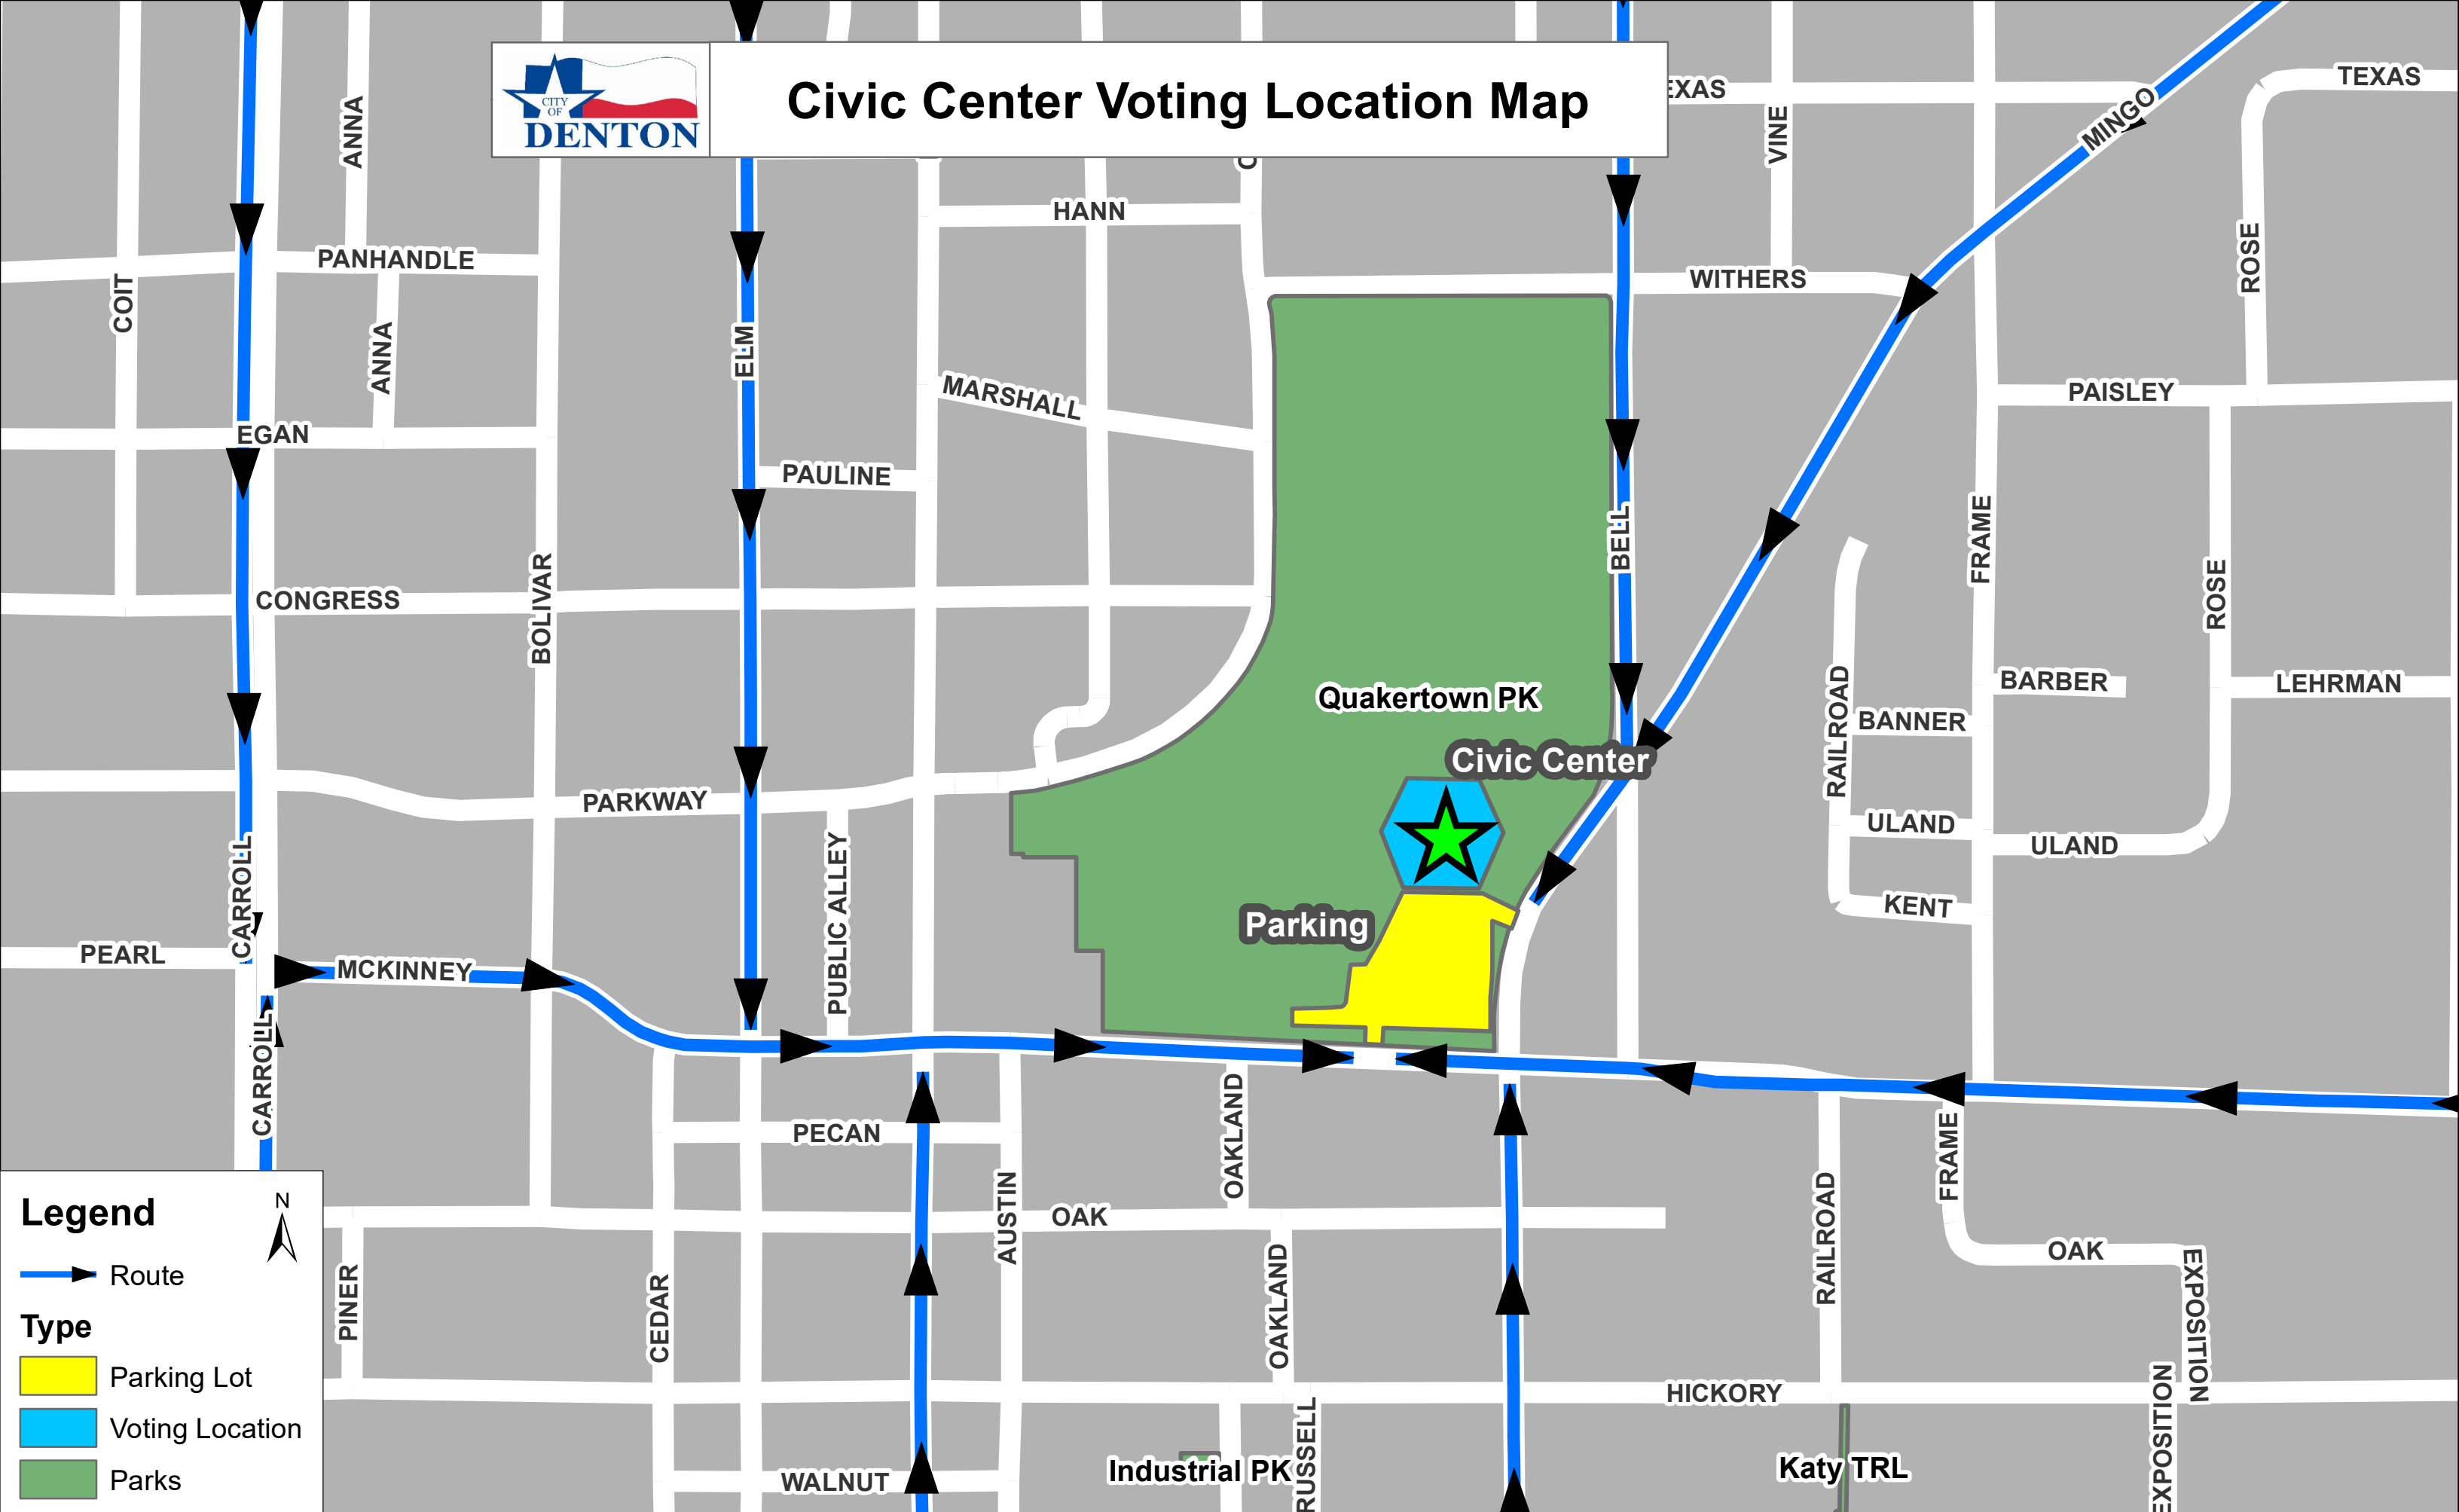 Civic Center Voting Location Map
CITY
OF
DENTON
EXAS
TEXAS
MINGO
VINE
ANNA
HANN
PANHANDLE
WITHERS
ROSE
COIT
ANNA
ELM
MARSHALL
PAISLEY
EGAN
PAULINE
BELL
FRAME
CONGRESS
BOLIVAR
ROSE
Quakertown PK
RAILROAD
BARBER
LEHRMAN
BANNER
Civic Center
PARKWAY
ULAND
ULAND
CARROLL
PUBLIC ALLEY
KENT
Parking
PEARL
MCKINNEY
CARROLL
PECAN
OAKLAND
FRAME
AUSTIN
OAK
RAILROAD
OAK
EXPOSITION
PINER
CEDAR
OAKLAND
HICKORY
RUSSELL
EXPOSITION
WALNUT
Industrial PK
Katy TRL
Legend
N
Route
Type
Parking Lot
Voting Location
Parks